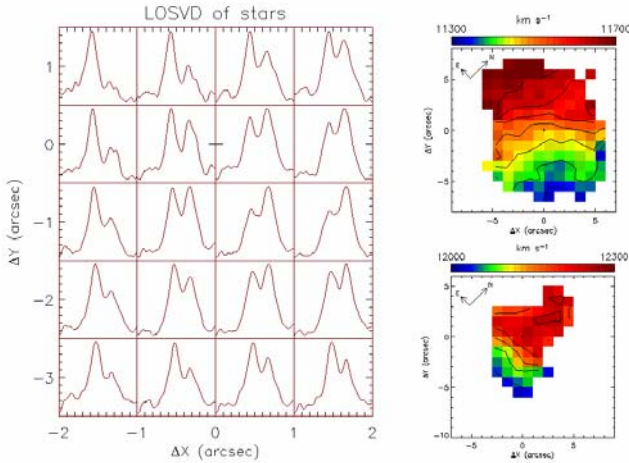 LOSVD of stars
1
0
-1
-2
-3
ΔY (arcsec)
-2 -1 0 1 2
ΔX (arcsec)
km s⁻¹
11300 11700
E N
5
0
-5
ΔY (arcsec)
-5 0 5
ΔX (arcsec)
km s⁻¹
12000 12300
E N
5
0
-5
-10
ΔY (arcsec)
-5 0 5
ΔX (arcsec)